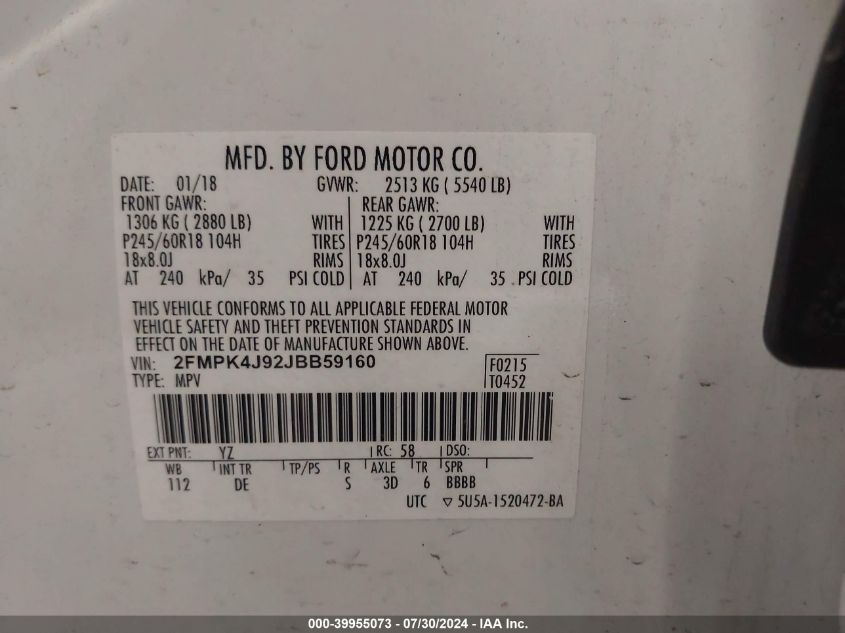 MFD. BY FORD MOTOR CO.
DATE: 01/18 GVWR: 2513 KG ( 5540 LB)
FRONT GAWR: REAR GAWR:
1306 KG ( 2880 LB) WITH 1225 KG ( 2700 LB) WITH
P245/60R18 104H TIRES P245/60R18 104H TIRES
18x8.0J RIMS 18x8.0J RIMS
AT 240 kPa/ 35 PSI COLD AT 240 kPa/ 35 PSI COLD
THIS VEHICLE CONFORMS TO ALL APPLICABLE FEDERAL MOTOR
VEHICLE SAFETY AND THEFT PREVENTION STANDARDS IN
EFFECT ON THE DATE OF MANUFACTURE SHOWN ABOVE.
VIN: 2FMPK4J92JBB59160 F0215
TYPE: MPV T0452
EXT PNT: YZ RC: 58 DSO:
WB INT TR TP/PS R AXLE TR SPR
112 DE S 3D 6 BBBB
UTC ▽ 5U5A-1520472-BA
000-39955073 / 07/30/2024 - IAA Inc.